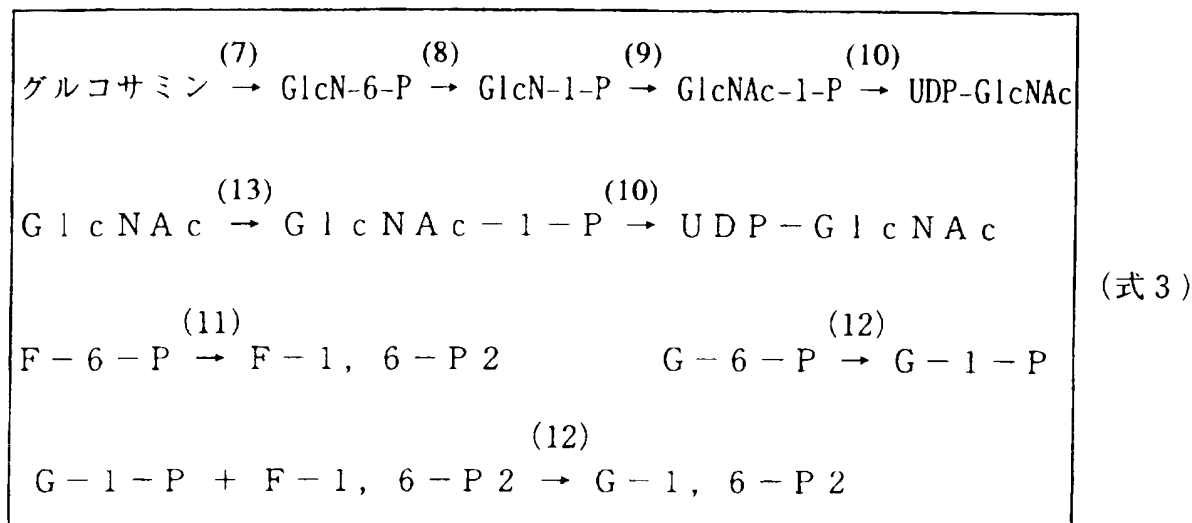 (7) (8) (9) (10)
グルコサミン → GlcN-6-P → GlcN-1-P → GlcNAc-1-P → UDP-GlcNAc
(13) (10)
GlcNAc → GlcNAc-1-P → UDP-GlcNAc
(式3)
(11) (12)
F-6-P → F-1, 6-P2 G-6-P → G-1-P
(12)
G-1-P + F-1, 6-P2 → G-1, 6-P2